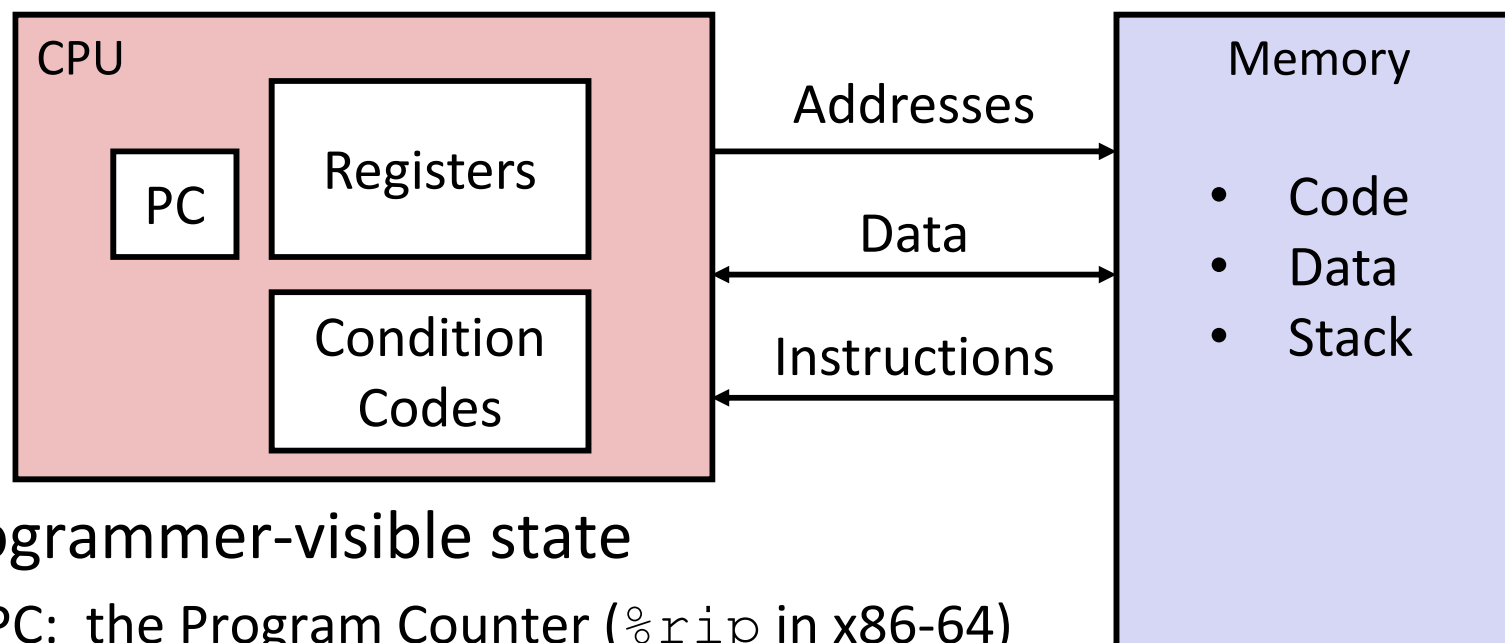 CPU
PC
Registers
Condition
Codes
Addresses
Data
Instructions
Memory
• Code
• Data
• Stack
ogrammer-visible state
PC: the Program Counter (%rip in x86-64)